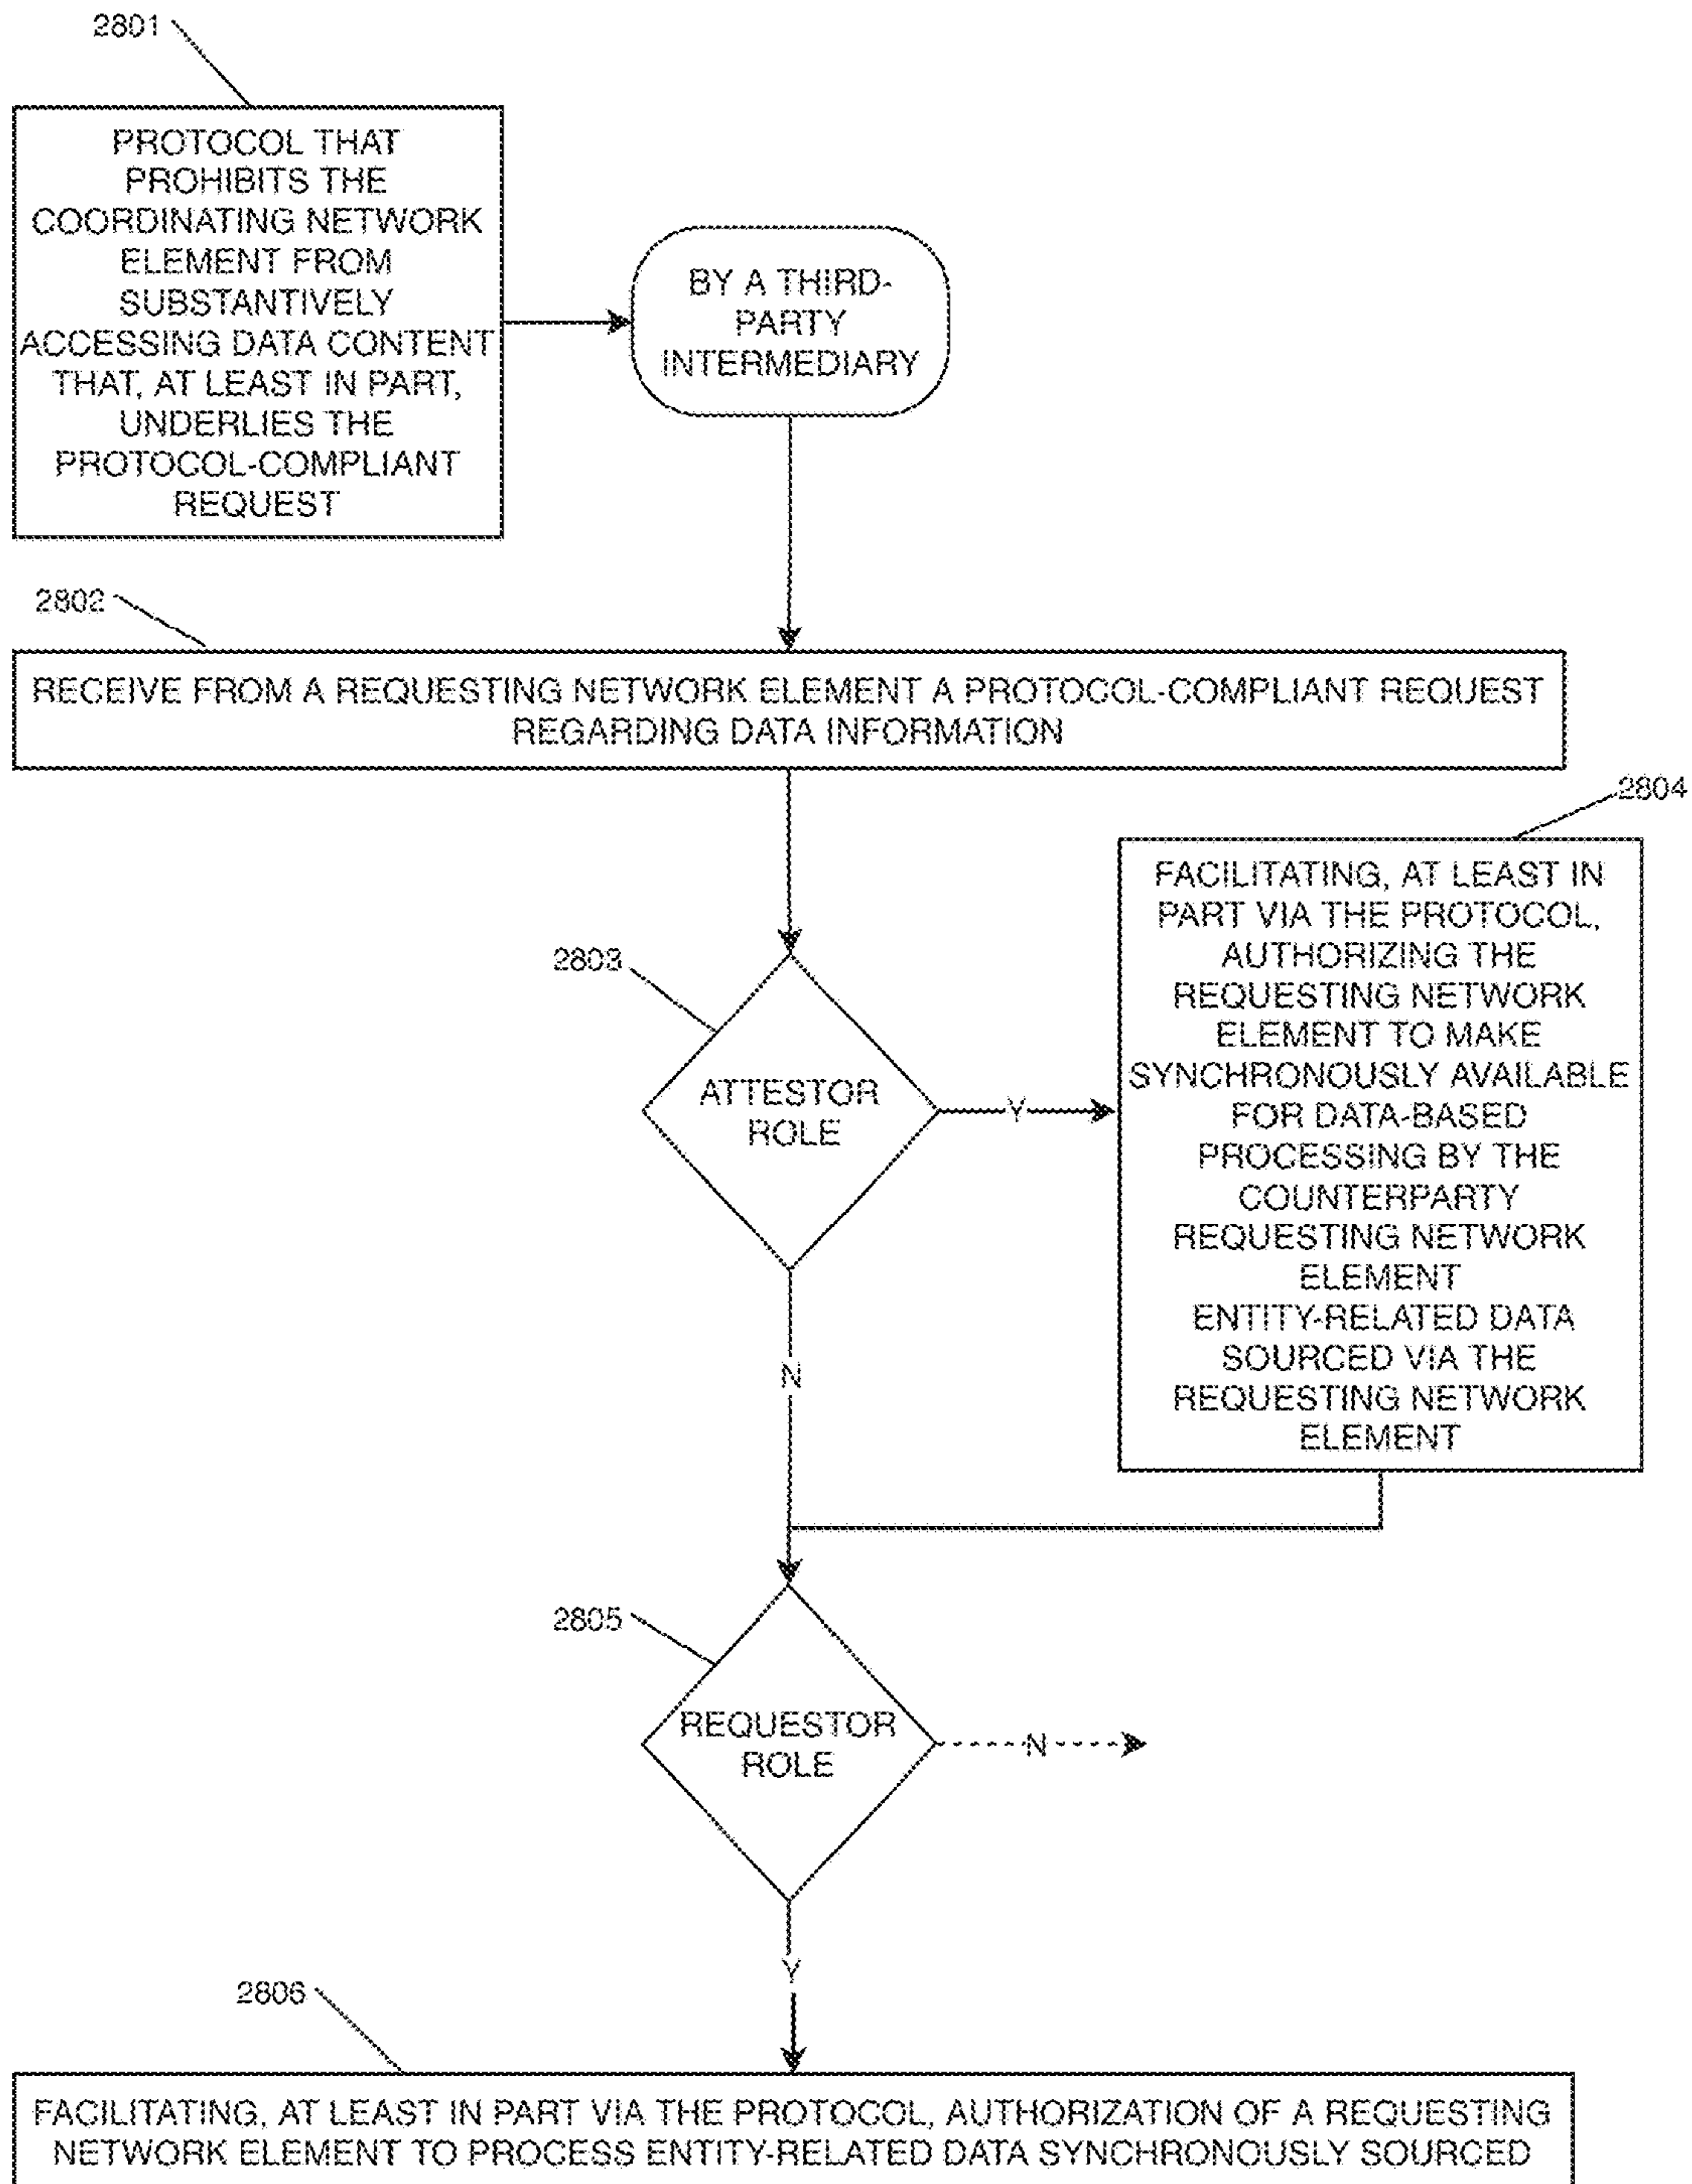 2801
PROTOCOL THAT
PROHIBITS THE
COORDINATING NETWORK
ELEMENT FROM
SUBSTANTIVELY
ACCESSING DATA CONTENT
THAT, AT LEAST IN PART,
UNDERLIES THE
PROTOCOL-COMPLIANT
REQUEST
BY A THIRD-
PARTY
INTERMEDIARY
2802
RECEIVE FROM A REQUESTING NETWORK ELEMENT A PROTOCOL-COMPLIANT REQUEST
REGARDING DATA INFORMATION
2803
ATTESTOR
ROLE
Y
N
2804
FACILITATING, AT LEAST IN
PART VIA THE PROTOCOL,
AUTHORIZING THE
REQUESTING NETWORK
ELEMENT TO MAKE
SYNCHRONOUSLY AVAILABLE
FOR DATA-BASED
PROCESSING BY THE
COUNTERPARTY
REQUESTING NETWORK
ELEMENT
ENTITY-RELATED DATA
SOURCED VIA THE
REQUESTING NETWORK
ELEMENT
2805
REQUESTOR
ROLE
N
Y
2806
FACILITATING, AT LEAST IN PART VIA THE PROTOCOL, AUTHORIZATION OF A REQUESTING
NETWORK ELEMENT TO PROCESS ENTITY-RELATED DATA SYNCHRONOUSLY SOURCED